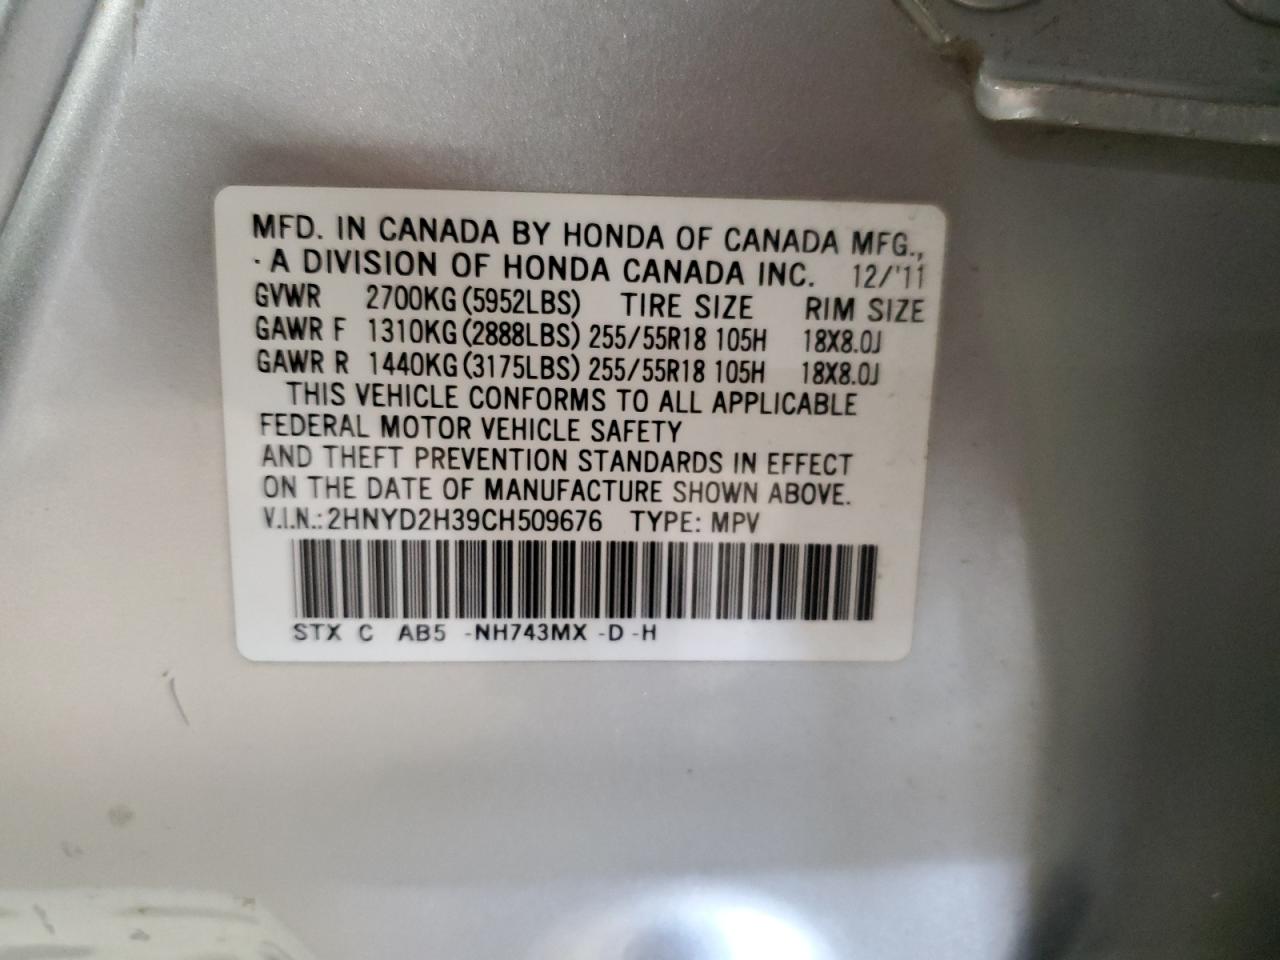 MFD. IN CANADA BY HONDA OF CANADA MFG.,
A DIVISION OF HONDA CANADA INC. 12/'11
GVWR 2700KG (5952LBS) TIRE SIZE RIM SIZE
GAWR F 1310KG (2888LBS) 255/55R18 105H 18X8.0J
GAWR R 1440KG (3175LBS) 255/55R18 105H 18X8.0J
THIS VEHICLE CONFORMS TO ALL APPLICABLE
FEDERAL MOTOR VEHICLE SAFETY
AND THEFT PREVENTION STANDARDS IN EFFECT
ON THE DATE OF MANUFACTURE SHOWN ABOVE.
V.I.N.: 2HNYD2H39CH509676 TYPE: MPV
STX C AB5 -NH743MX -D -H